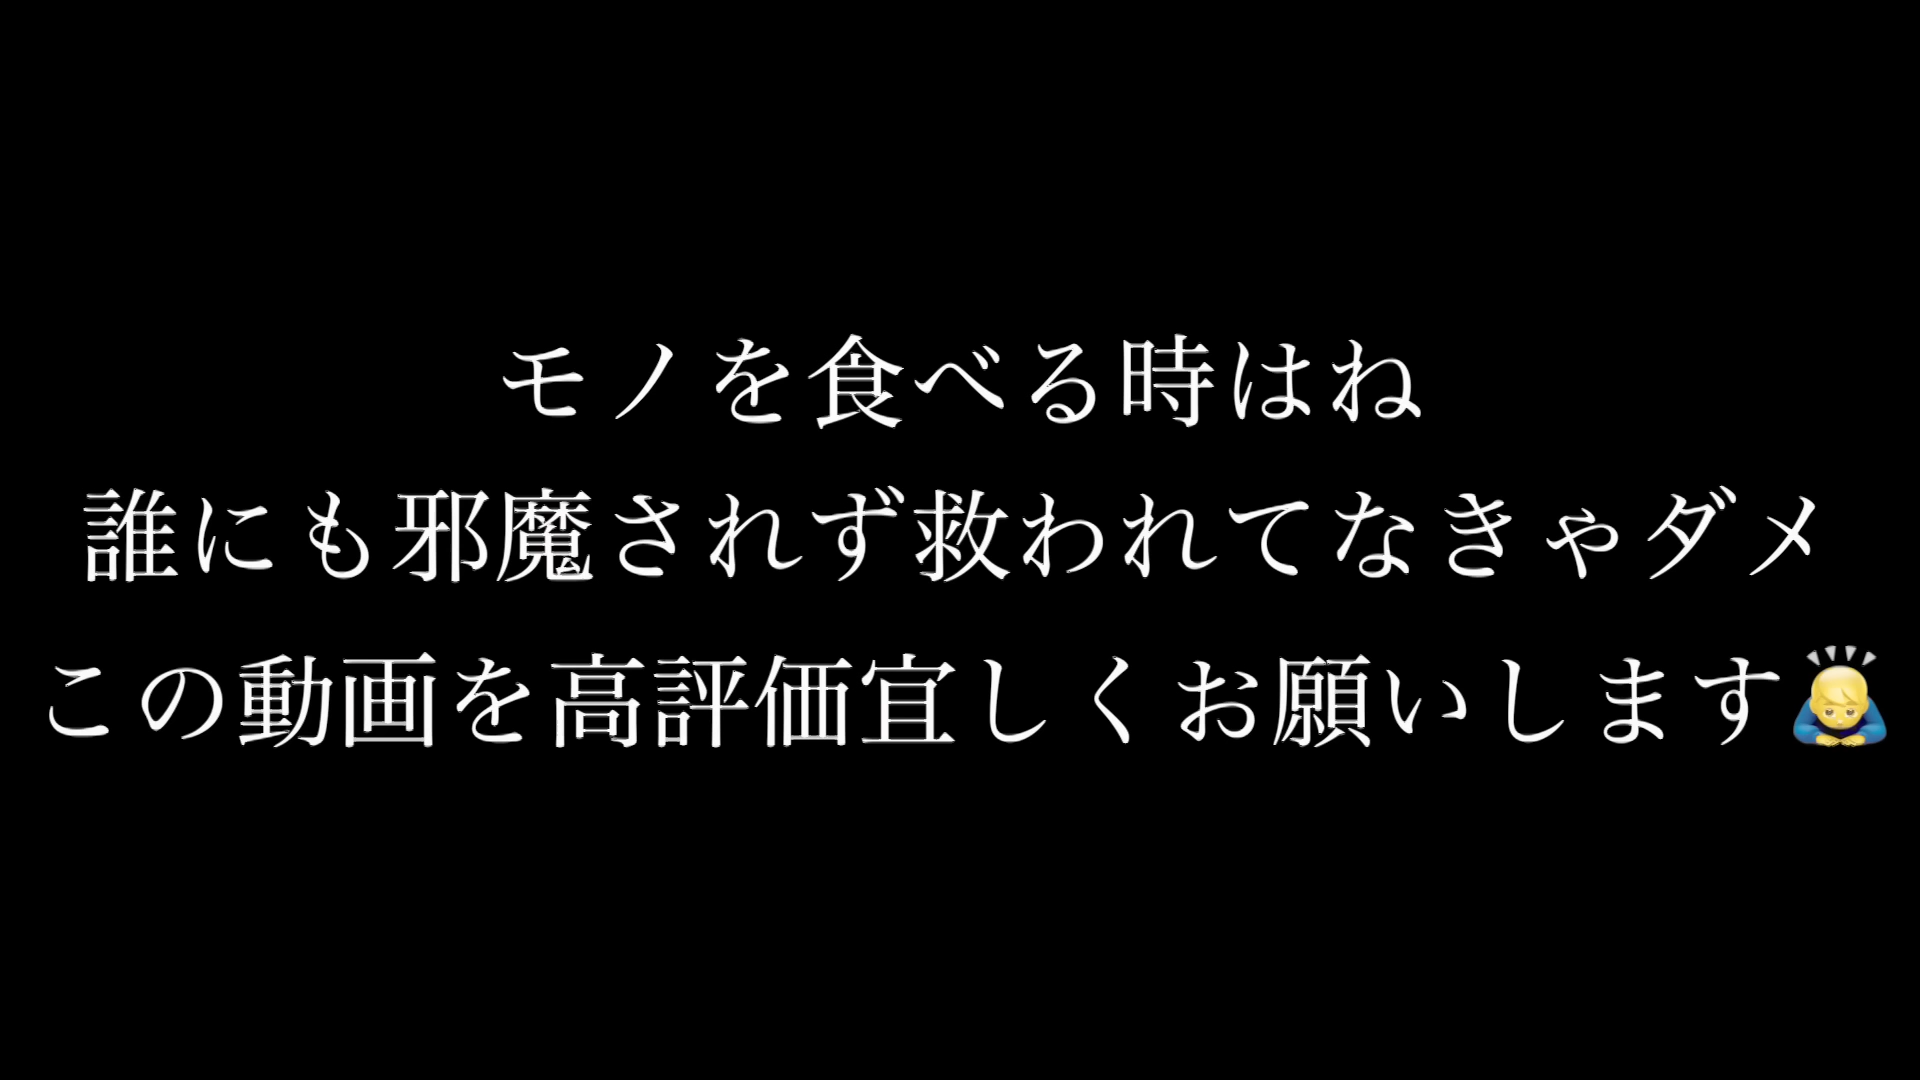 モノを食べる時はね
誰にも邪魔されず救われてなきゃダメ
この動画を高評価宜しくお願いします🙇‍♂️